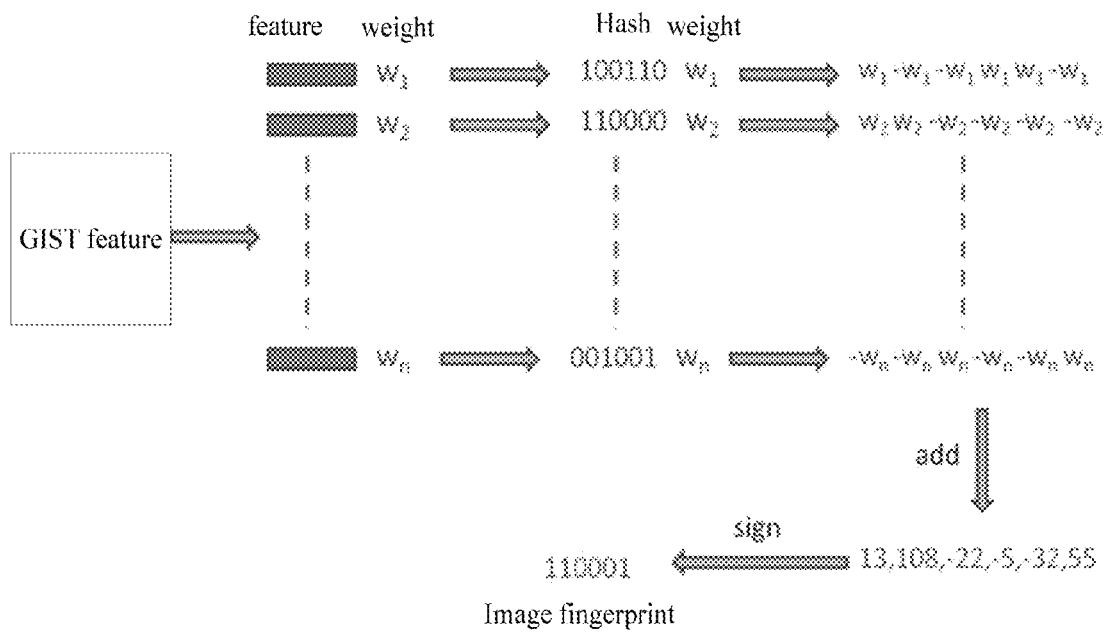 feature weight Hash weight
w₁ 100110 w₁ w₁ -w₁ -w₁ w₁ w₁ -w₁
w₂ 110000 w₂ w₂ w₂ -w₂ -w₂ -w₂ -w₂
GIST feature
wₙ 001001 wₙ -wₙ -wₙ wₙ -wₙ -wₙ wₙ
add
sign
110001 13,108,-22,-5,-32,55
Image fingerprint